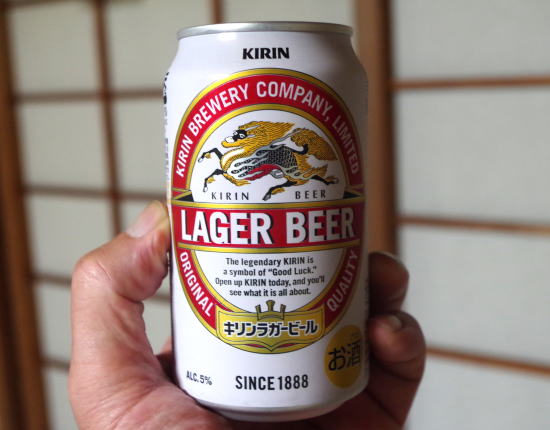 KIRIN
KIRIN BREWERY COMPANY, LIMITED
KIRIN BEER
LAGER BEER
The legendary KIRIN is
a symbol of "Good Luck."
Open up KIRIN today, and you'll
see what it is all about.
ORIGINAL QUALITY
キリンラガービール
お酒
ALC.5%
SINCE 1888